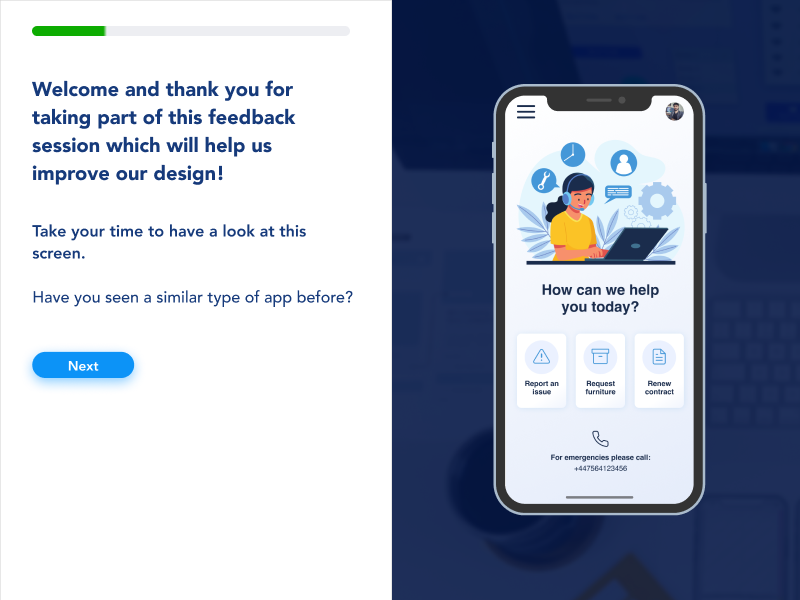 Welcome and thank you for
taking part of this feedback
session which will help us
improve our design!
Take your time to have a look at this
screen.
Have you seen a similar type of app before?
Next
How can we help
you today?
Report an
issue
Request
furniture
Renew
contract
For emergencies please call:
+447564123456